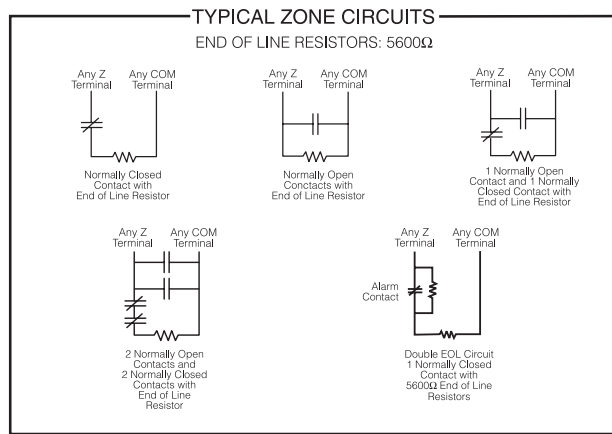 TYPICAL ZONE CIRCUITS
END OF LINE RESISTORS: 5600Ω
Any Z
Terminal
Any COM
Terminal
Normally Closed
Contact with
End of Line Resistor
Any Z
Terminal
Any COM
Terminal
Normally Open
Conctacts with
End of Line Resistor
Any Z
Terminal
Any COM
Terminal
1 Normally Open
Contact and 1 Normally
Closed Contact with
End of Line Resistor
Any Z
Terminal
Any COM
Terminal
2 Normally Open
Contacts and
2 Normally Closed
Contacts with
End of Line
Resistor
Any Z
Terminal
Any COM
Terminal
Alarm
Contact
Double EOL Circuit
1 Normally Closed
Contact with
5600Ω End of Line
Resistors